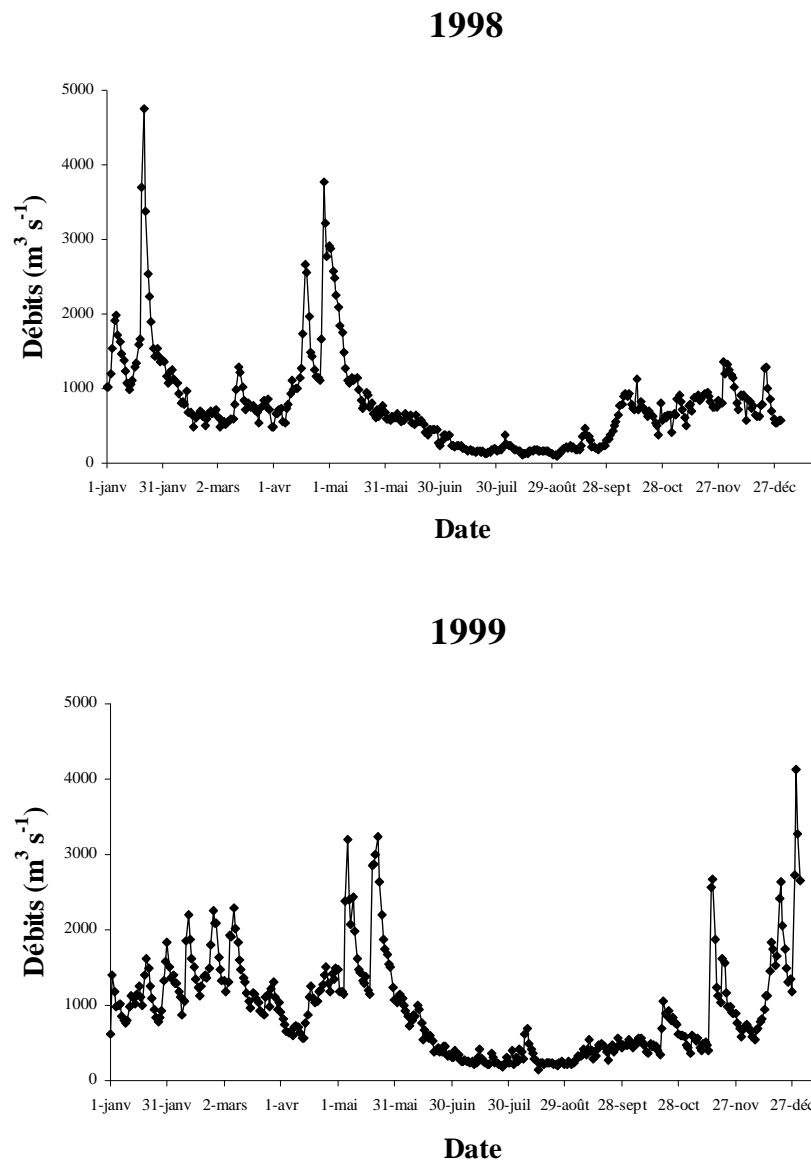 1998
5000
4000
3000
2000
1000
0
Débits (m³ s⁻¹)
1-janv 31-janv 2-mars 1-avr 1-mai 31-mai 30-juin 30-juil 29-août 28-sept 28-oct 27-nov 27-déc
Date
1999
5000
4000
3000
2000
1000
0
Débits (m³ s⁻¹)
1-janv 31-janv 2-mars 1-avr 1-mai 31-mai 30-juin 30-juil 29-août 28-sept 28-oct 27-nov 27-déc
Date